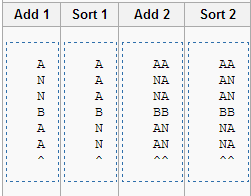 Add 1 Sort 1 Add 2 Sort 2
A A AA AA
N A NA AN
N A NA AN
B B BB BB
A N AN NA
A N AN NA
^ ^ ^^ ^^